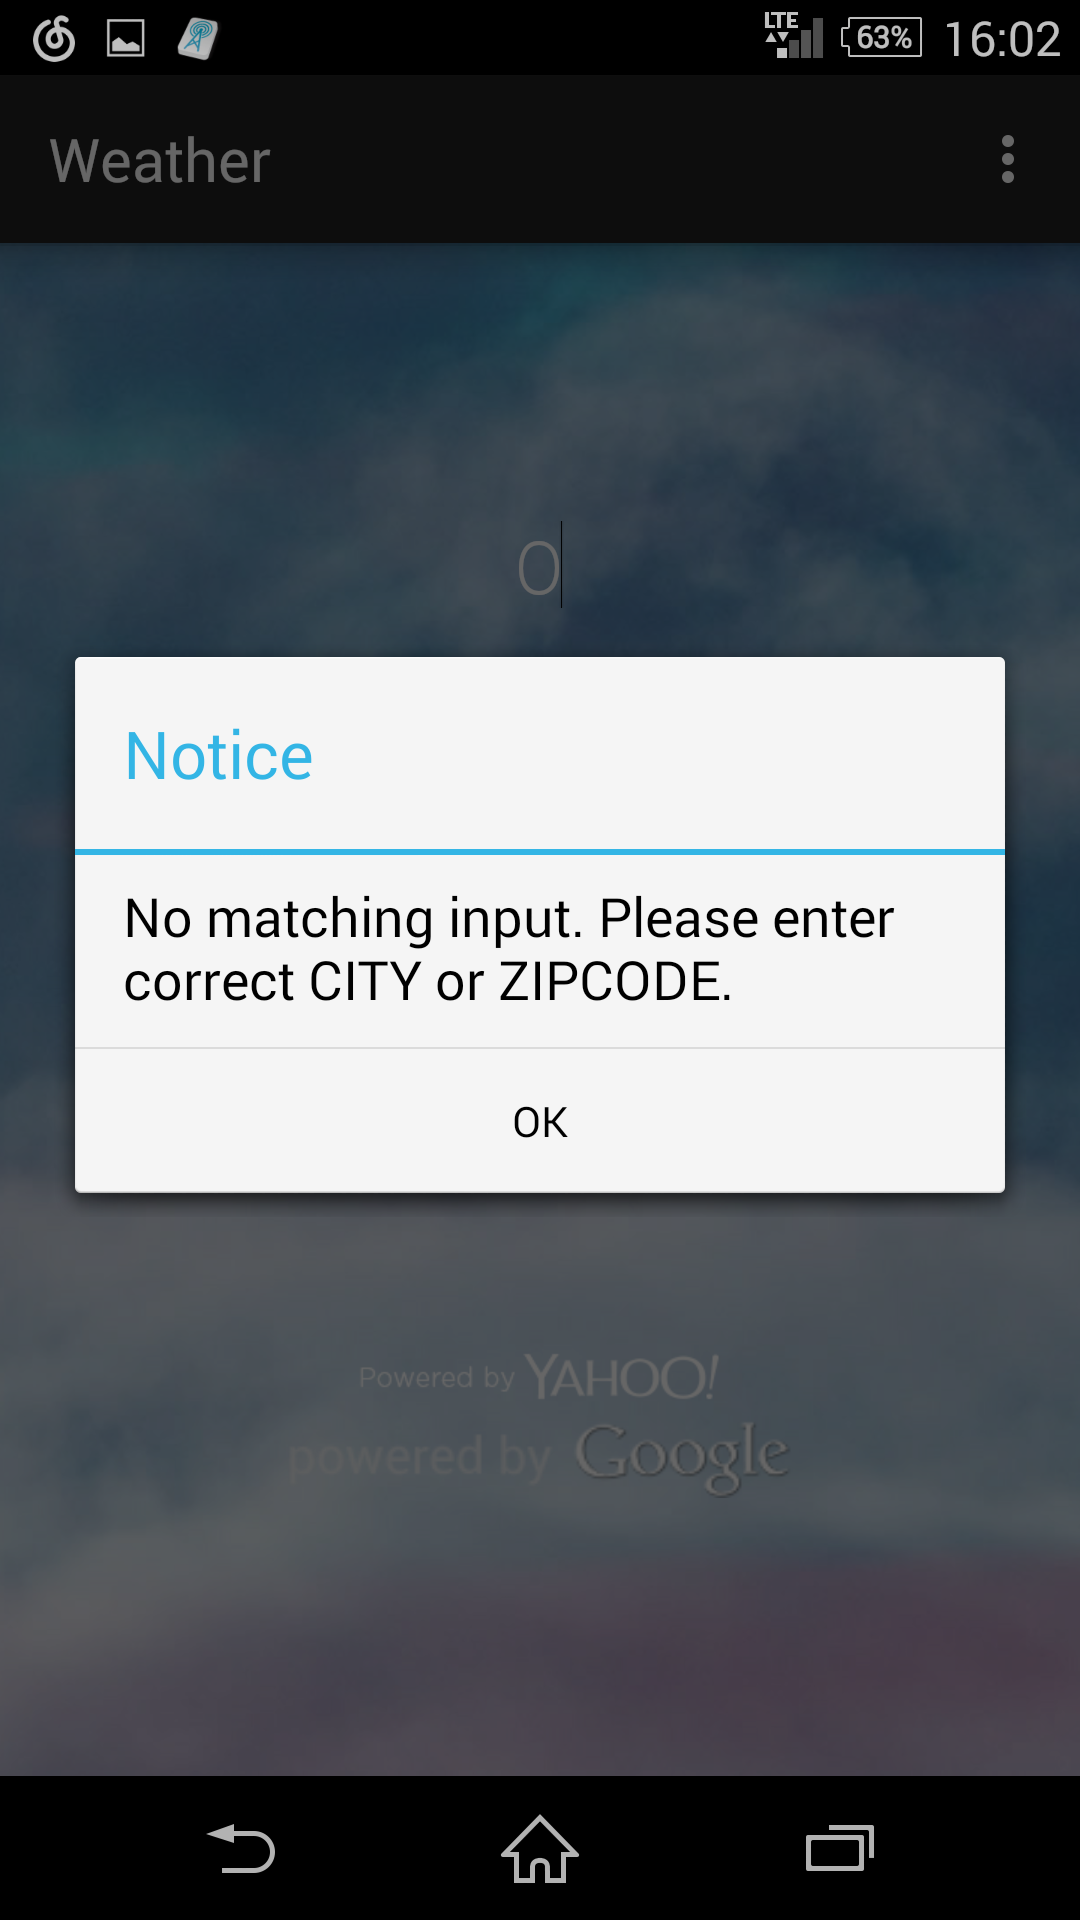 LTE
63%
16:02
Weather
0
Notice
No matching input. Please enter
correct CITY or ZIPCODE.
OK
Powered by YAHOO!
powered by Google